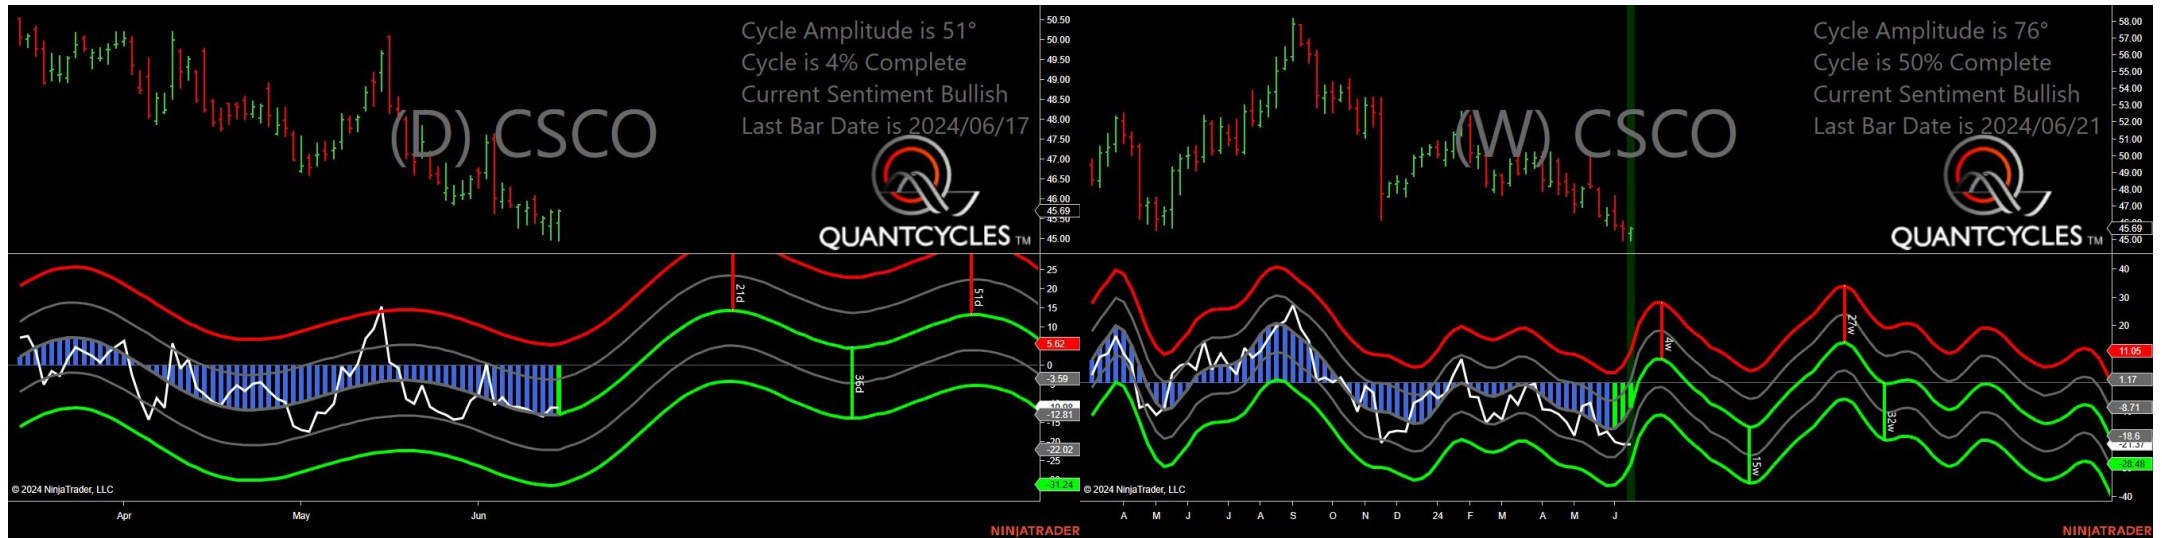 Cycle Amplitude is 51°
Cycle is 4% Complete
Current Sentiment Bullish
Last Bar Date is 2024/06/17
(D) CSCO
QUANTCYCLES TM
50.50
50.00
49.50
49.00
48.50
48.00
47.50
47.00
46.50
46.00
45.69
45.50
45.00
21d
51d
36d
25
20
15
10
5.62
0
-3.59
-12.81
-15
-20
-22.02
-25
-31.24
© 2024 NinjaTrader, LLC
Apr
May
Jun
NINJATRADER
Cycle Amplitude is 76°
Cycle is 50% Complete
Current Sentiment Bullish
Last Bar Date is 2024/06/21
(W) CSCO
QUANTCYCLES TM
58.00
57.00
56.00
55.00
54.00
53.00
52.00
51.00
50.00
49.00
48.00
47.00
45.69
45.00
4w
27w
15w
32w
40
30
20
11.05
1.17
-8.71
-18.6
-21.37
-28.48
-40
© 2024 NinjaTrader, LLC
A M J J A S O N D 24 F M A M J
NINJATRADER